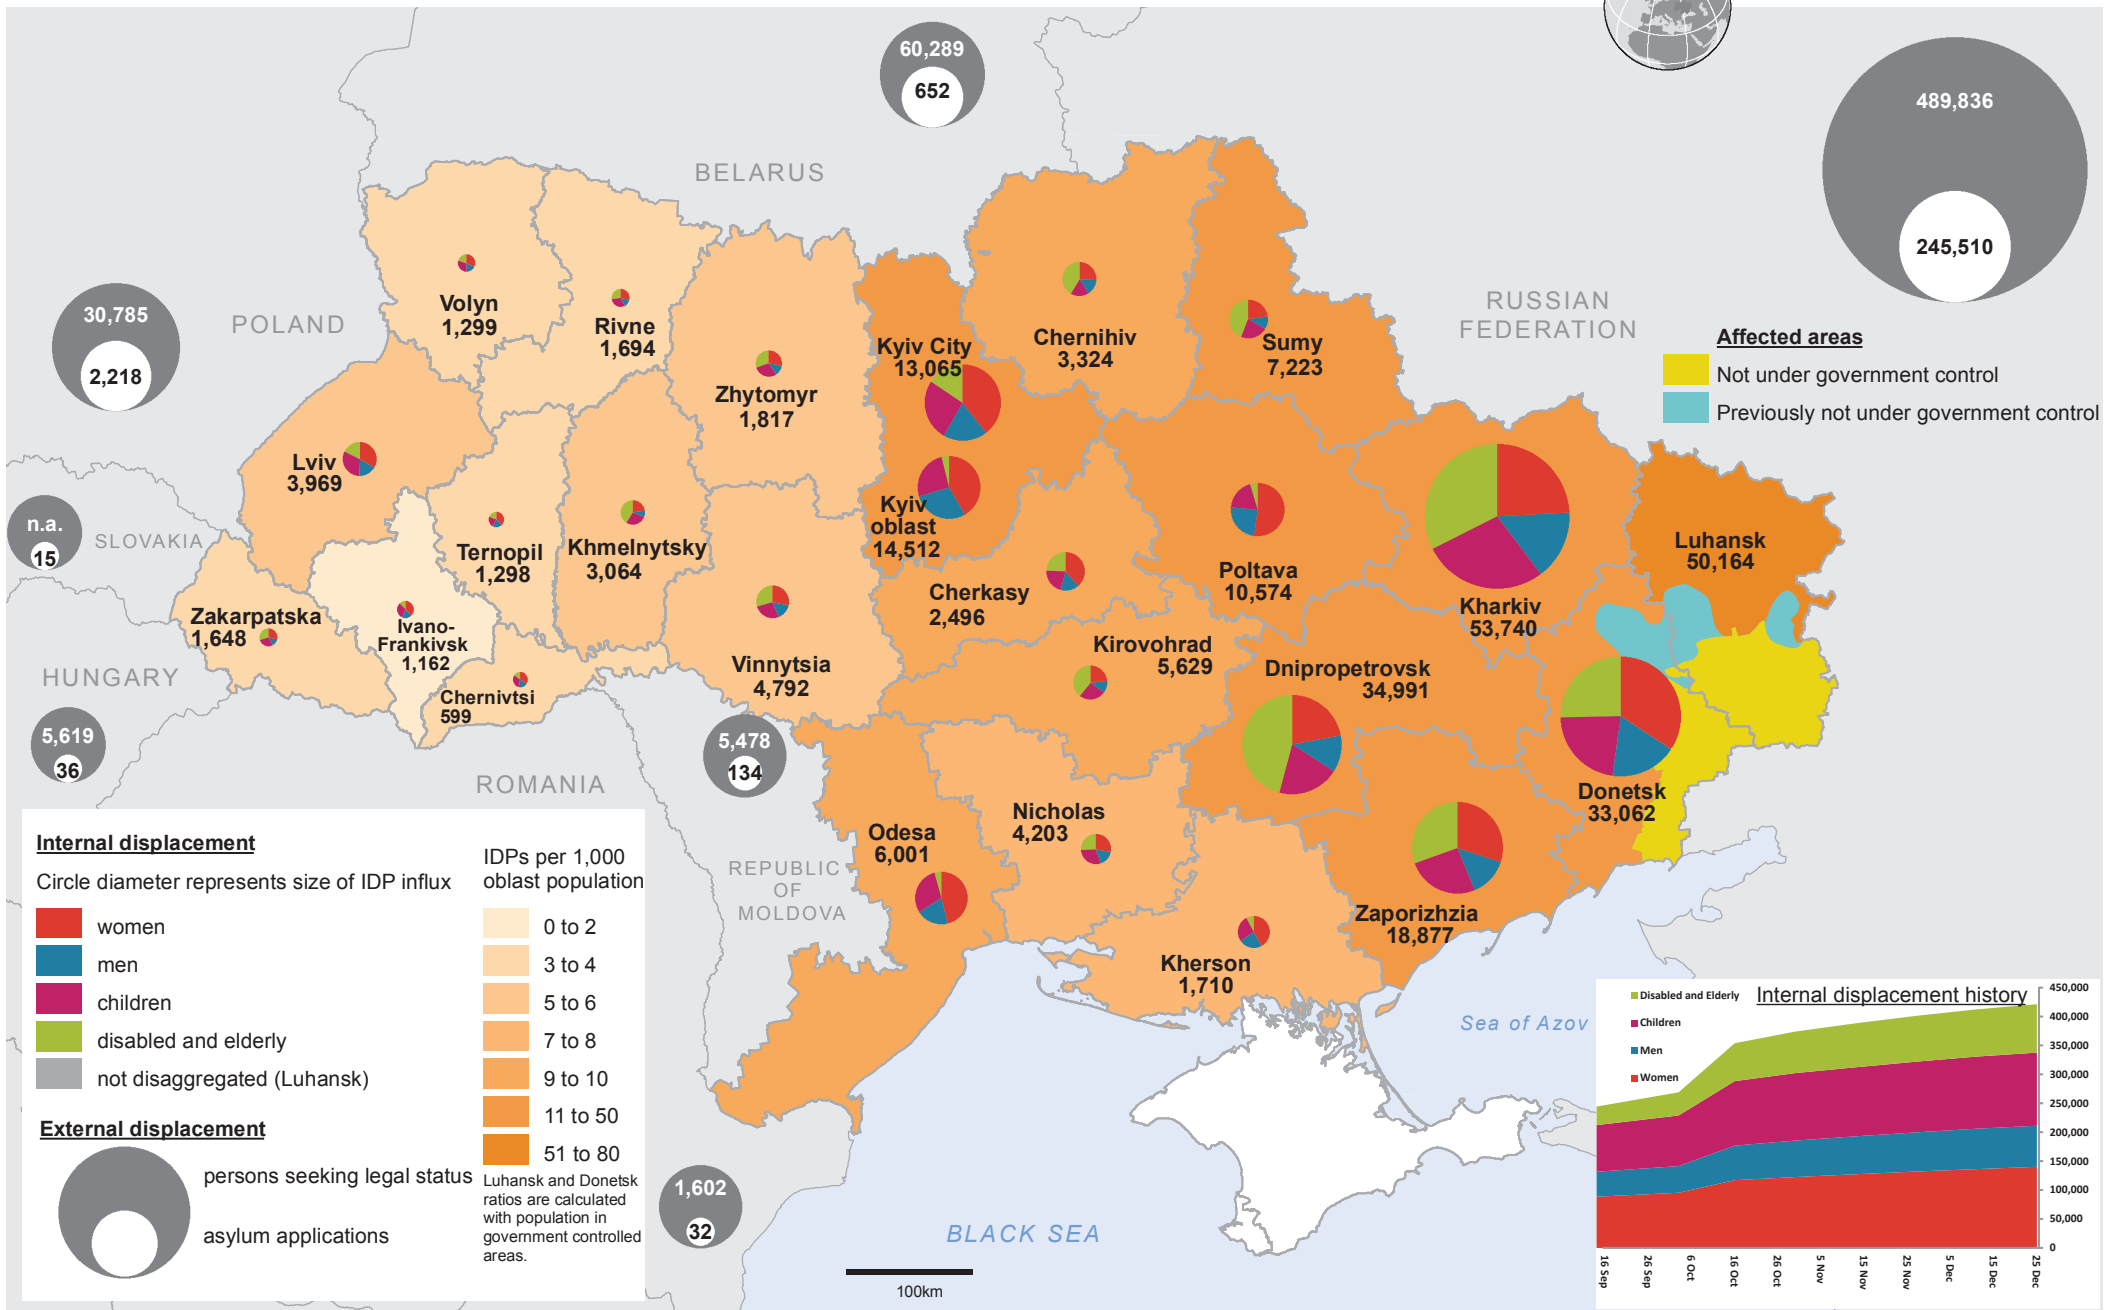 60,289
652
489,836
245,510
BELARUS
RUSSIAN
FEDERATION
Affected areas
Not under government control
Previously not under government control
30,785
2,218
POLAND
Volyn
1,299
Rivne
1,694
Zhytomyr
1,817
Kyiv City
13,065
Chernihiv
3,324
Sumy
7,223
Lviv
3,969
n.a.
15
SLOVAKIA
Ternopil
1,298
Khmelnytsky
3,064
Kyiv
oblast
14,512
Cherkasy
2,496
Poltava
10,574
Kharkiv
53,740
Luhansk
50,164
Zakarpatska
1,648
Ivano-
Frankivsk
1,162
Chernivtsi
599
Vinnytsia
4,792
Kirovohrad
5,629
Dnipropetrovsk
34,991
HUNGARY
5,619
36
ROMANIA
5,478
134
REPUBLIC
OF
MOLDOVA
Odesa
6,001
Nicholas
4,203
Donetsk
33,062
Zaporizhzia
18,877
Kherson
1,710
Sea of Azov
BLACK SEA
1,602
32
100km
Internal displacement
Circle diameter represents size of IDP influx
women
men
children
disabled and elderly
not disaggregated (Luhansk)
External displacement
persons seeking legal status
asylum applications
IDPs per 1,000
oblast population
0 to 2
3 to 4
5 to 6
7 to 8
9 to 10
11 to 50
51 to 80
Luhansk and Donetsk
ratios are calculated
with population in
government controlled
areas.
Internal displacement history
Disabled and Elderly
Children
Men
Women
450,000
400,000
350,000
300,000
250,000
200,000
150,000
100,000
50,000
0
16 Sep
26 Sep
6 Oct
16 Oct
26 Oct
5 Nov
15 Nov
25 Nov
5 Dec
15 Dec
25 Dec